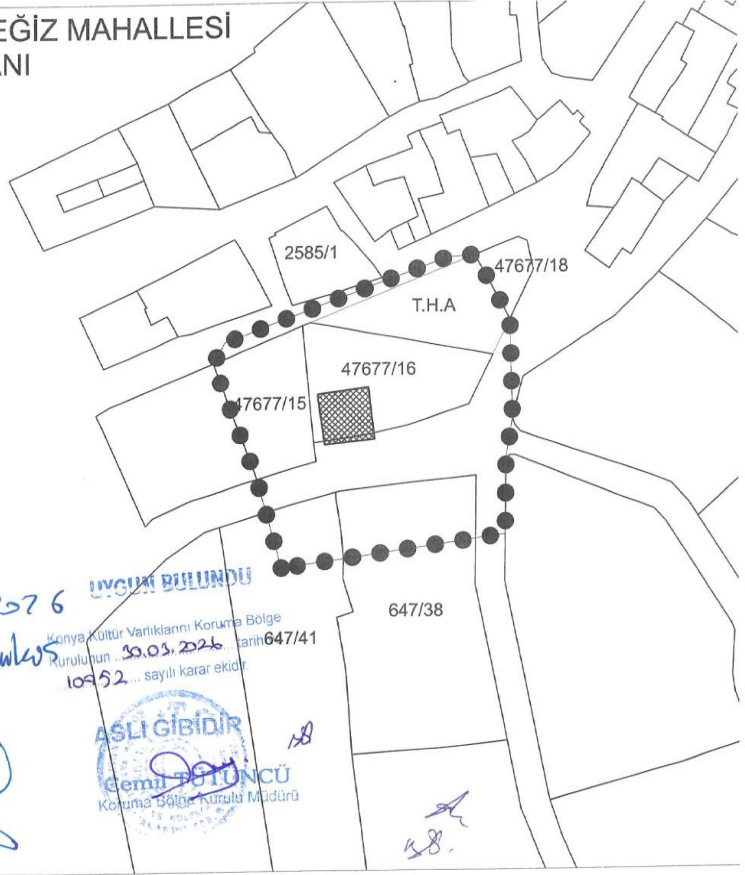 EĞİZ MAHALLESİ
ANI
2585/1
47677/18
T.H.A
47677/16
47677/15
UYGUN BULUNDU
Konya Kültür Varlıklarını Koruma Bölge
Kurulunun 30.03.2026 tarih
10952 sayılı karar ekidir
647/41
647/38
ASLI GİBİDİR
Cemil TÜTÜNCÜ
Koruma Bölge Kurulu Müdürü